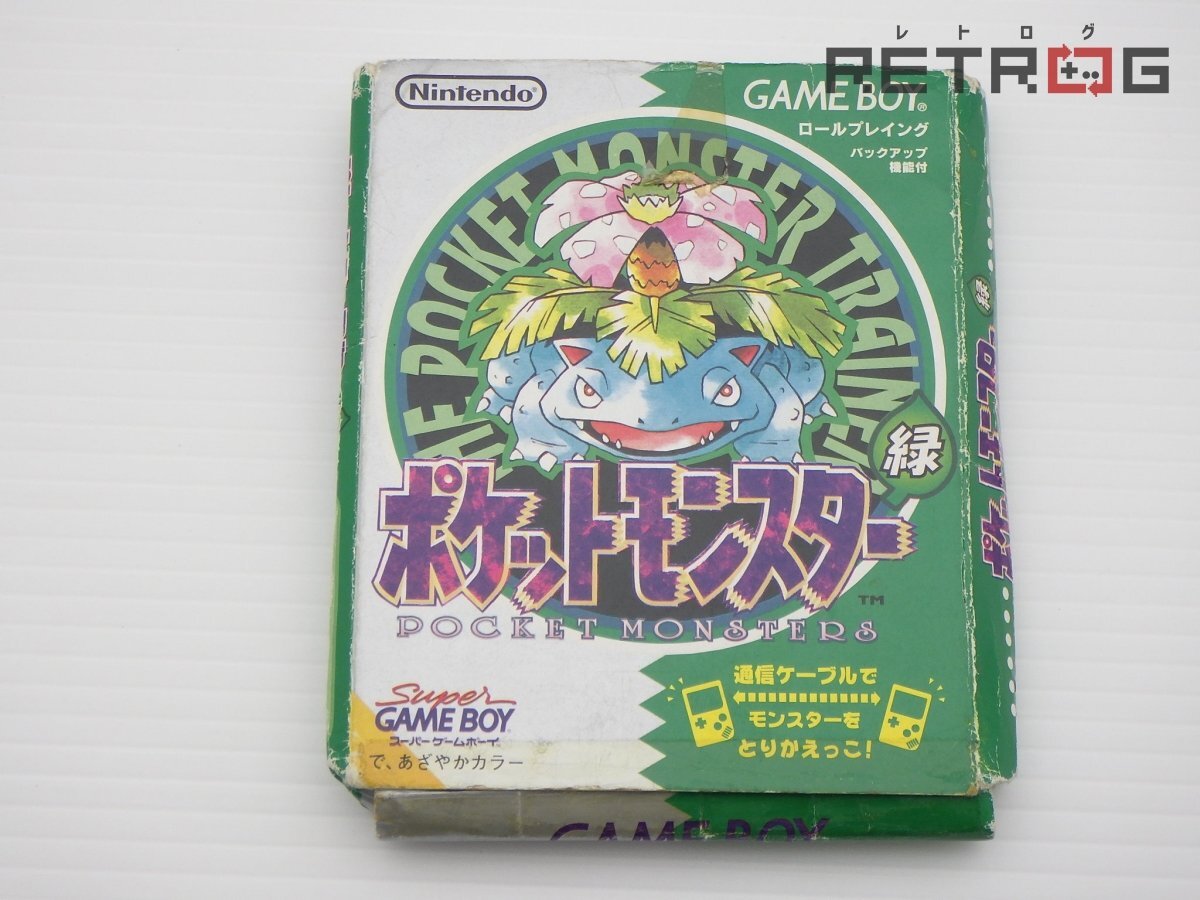 レトログ
RETROG
Nintendo
GAME BOY®
ロールプレイング
バックアップ
機能付
THE POCKET MONSTER TRAINER
緑
ポケットモンスター
TM
POCKET MONSTERS
Super
GAME BOY
スーパーゲームボーイ
で、あざやかカラー
通信ケーブルで
モンスターを
とりかえっこ!
緑
ポケットモンスター
GAME BOY